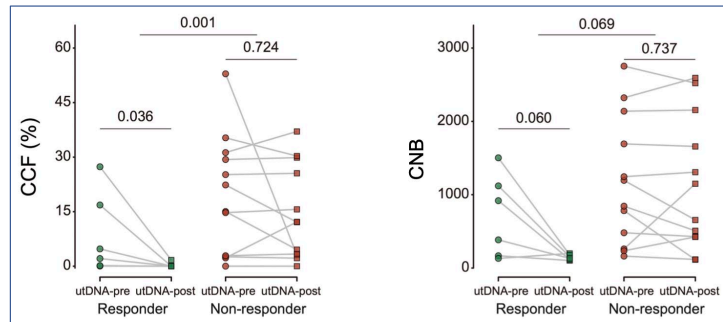 0.001
60
0.724
45
0.036
CCF (%)
30
15
0
utDNA-pre utDNA-post utDNA-pre utDNA-post
Responder Non-responder
0.069
3000
0.737
0.060
2000
CNB
1000
0
utDNA-pre utDNA-post utDNA-pre utDNA-post
Responder Non-responder